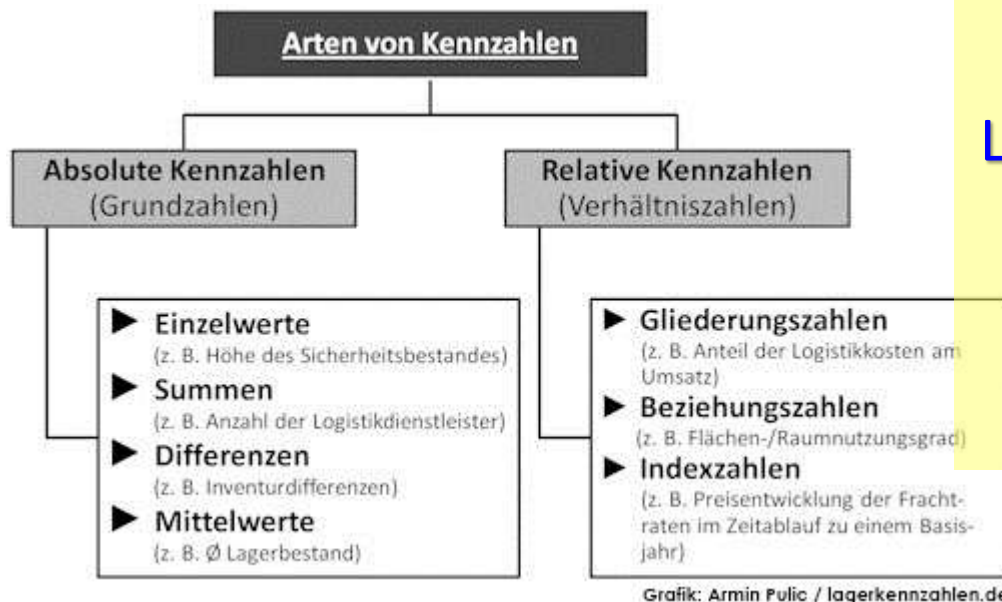 Arten von Kennzahlen
Absolute Kennzahlen
(Grundzahlen)
Relative Kennzahlen
(Verhältniszahlen)
▶ Einzelwerte
(z. B. Höhe des Sicherheitsbestandes)
▶ Summen
(z. B. Anzahl der Logistikdienstleister)
▶ Differenzen
(z. B. Inventurdifferenzen)
▶ Mittelwerte
(z. B. Ø Lagerbestand)
▶ Gliederungszahlen
(z. B. Anteil der Logistikkosten am
Umsatz)
▶ Beziehungszahlen
(z. B. Flächen-/Raumnutzungsgrad)
▶ Indexzahlen
(z. B. Preisentwicklung der Fracht-
raten im Zeitablauf zu einem Basis-
jahr)
Grafik: Armin Pulic / lagerkennzahlen.de